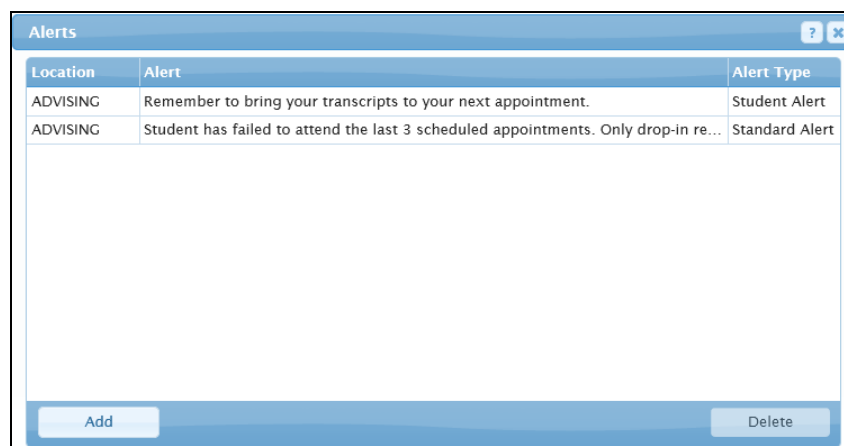 Alerts ?
Location Alert Alert Type
ADVISING Remember to bring your transcripts to your next appointment. Student Alert
ADVISING Student has failed to attend the last 3 scheduled appointments. Only drop-in re... Standard Alert
Add Delete